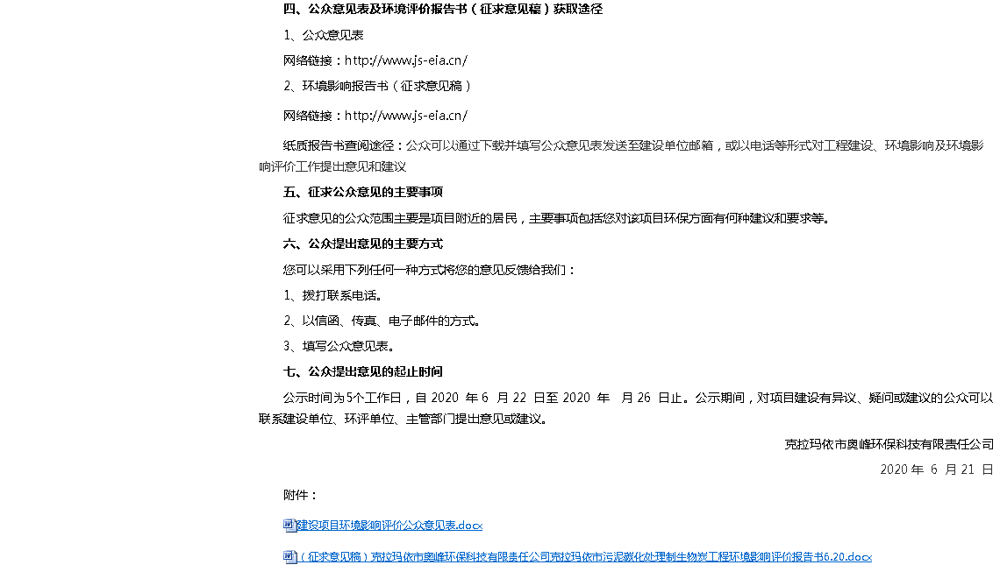 四、公众意见表及环境评价报告书（征求意见稿）获取途径
1、公众意见表
网络链接：http://www.js-eia.cn/
2、环境影响报告书（征求意见稿）
网络链接：http://www.js-eia.cn/
纸质报告书查阅途径：公众可以通过下载并填写公众意见表发送至建设单位邮箱，或以电话等形式对工程建设、环境影响及环境影
响评价工作提出意见和建议
五、征求公众意见的主要事项
征求意见的公众范围主要是项目附近的居民，主要事项包括您对该项目环保方面有何种建议和要求等。
六、公众提出意见的主要方式
您可以采用下列任何一种方式将您的意见反馈给我们：
1、拨打联系电话。
2、以信函、传真、电子邮件的方式。
3、填写公众意见表。
七、公众提出意见的起止时间
公示时间为5个工作日，自 2020 年 6 月 22 日至 2020 年 月 26 日止。公示期间，对项目建设有异议、疑问或建议的公众可以
联系建设单位、环评单位、主管部门提出意见或建议。
克拉玛依市奥峰环保科技有限责任公司
2020 年 6 月 21 日
附件：
建设项目环境影响评价公众意见表.docx
（征求意见稿）克拉玛依市奥峰环保科技有限责任公司克拉玛依市污泥碳化处理制生物炭工程环境影响评价报告书6.20.docx